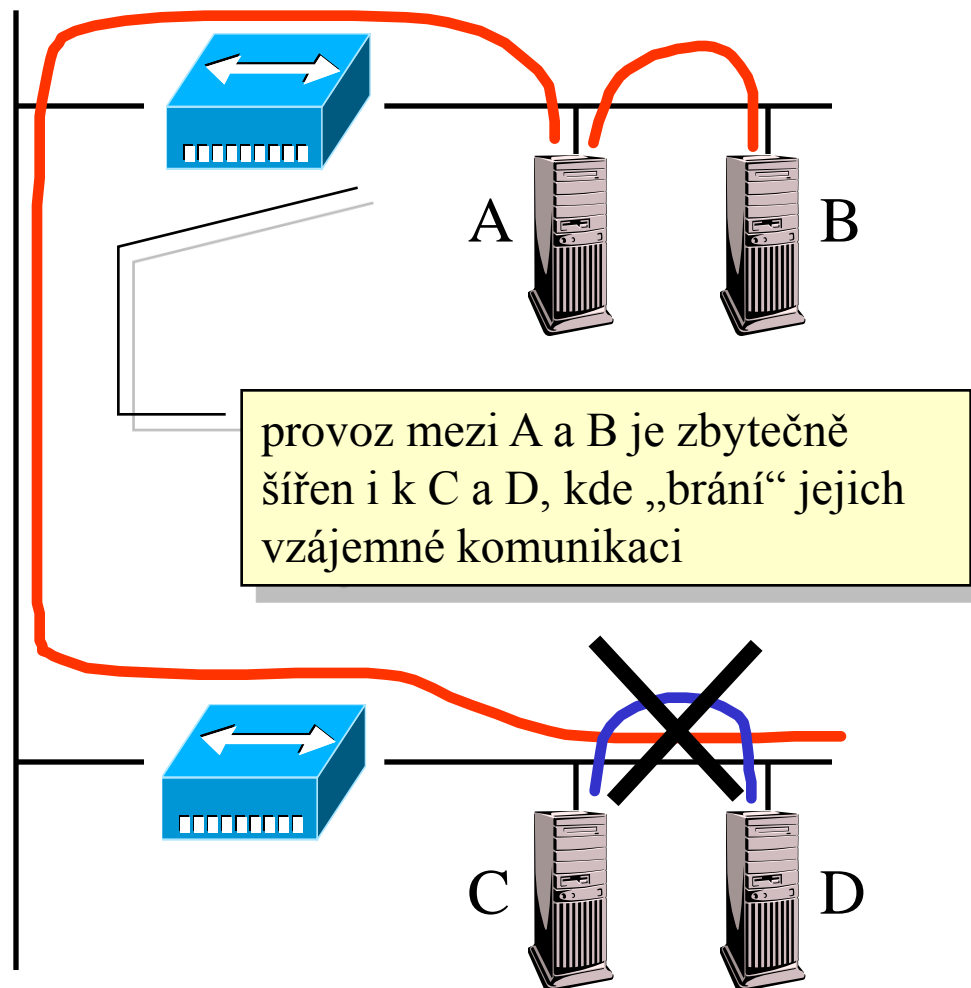 A
B
provoz mezi A a B je zbytečně
šířen i k C a D, kde „brání“ jejich
vzájemné komunikaci
C
D